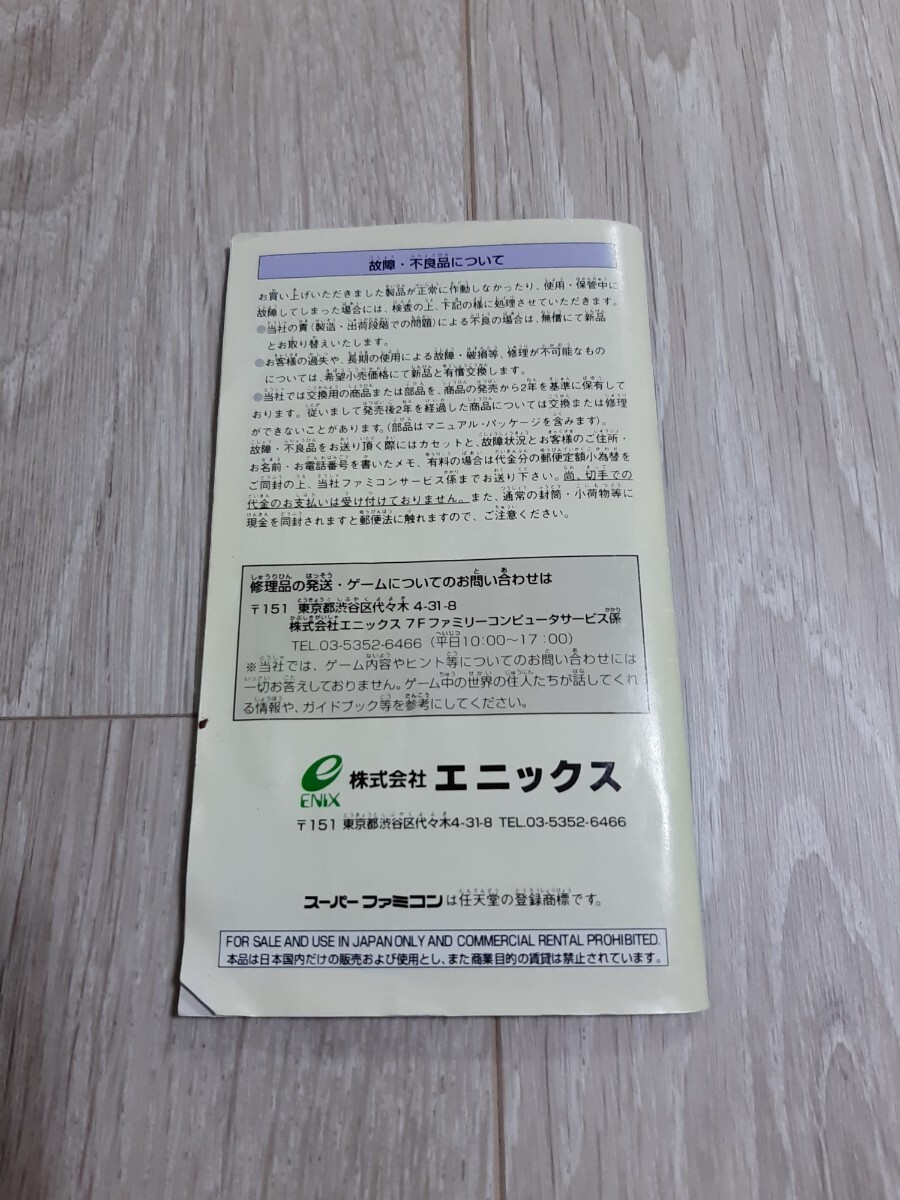 故障・不良品について
お買い上げいただきました製品が正常に作動しなかったり、使用・保管中に
故障してしまった場合には、検査の上、下記の様に処理させていただきます。
●当社の責(製造・出荷段階での問題)による不良の場合は、無償にて新品
とお取り替えいたします。
●お客様の過失や、長期の使用による故障・破損等、修理が不可能なもの
については、希望小売価格にて新品と有償交換します。
●当社では交換用の商品または部品を、商品の発売から2年を基準に保有して
おります。従いまして発売後2年を経過した商品については交換または修理
ができないことがあります。(部品はマニュアル・パッケージを含みます)
故障・不良品をお送り頂く際にはカセットと、故障状況とお客様のご住所・
お名前・お電話番号を書いたメモ、有料の場合は代金分の郵便定額小為替を
ご同封の上、当社ファミコンサービス係までお送り下さい。尚、切手での
代金のお支払いは受け付けておりません。また、通常の封筒・小荷物等に
現金を同封されますと郵便法に触れますので、ご注意ください。
修理品の発送・ゲームについてのお問い合わせは
〒151 東京都渋谷区代々木 4-31-8
株式会社エニックス 7Fファミリーコンピュータサービス係
TEL.03-5352-6466 (平日10:00〜17:00)
※当社では、ゲーム内容やヒント等についてのお問い合わせには
一切お答えしておりません。ゲーム中の世界の住人たちが話してくれ
る情報や、ガイドブック等を参考にしてください。
ENIX 株式会社 エニックス
〒151 東京都渋谷区代々木4-31-8 TEL.03-5352-6466
スーパーファミコンは任天堂の登録商標です。
FOR SALE AND USE IN JAPAN ONLY AND COMMERCIAL RENTAL PROHIBITED.
本品は日本国内だけの販売および使用とし、また商業目的の賃貸は禁止されています。